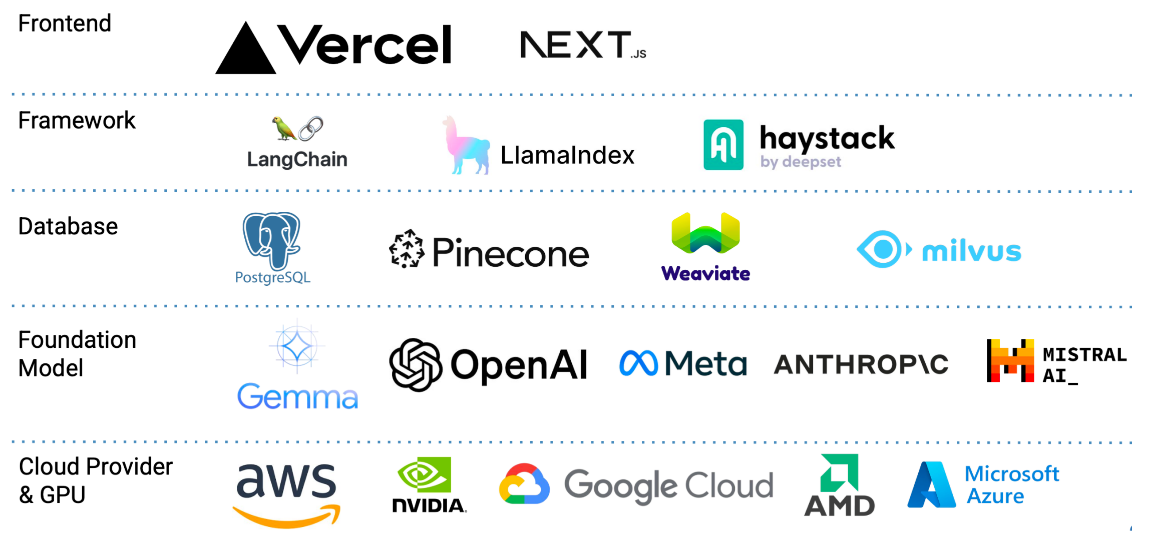 Frontend
Vercel
NEXT.JS
Framework
LangChain
LlamaIndex
haystack
by deepset
Database
PostgreSQL
Pinecone
Weaviate
milvus
Foundation
Model
Gemma
OpenAI
Meta
ANTHROP\C
MISTRAL
AI_
Cloud Provider
& GPU
aws
NVIDIA.
Google Cloud
AMD
Microsoft
Azure